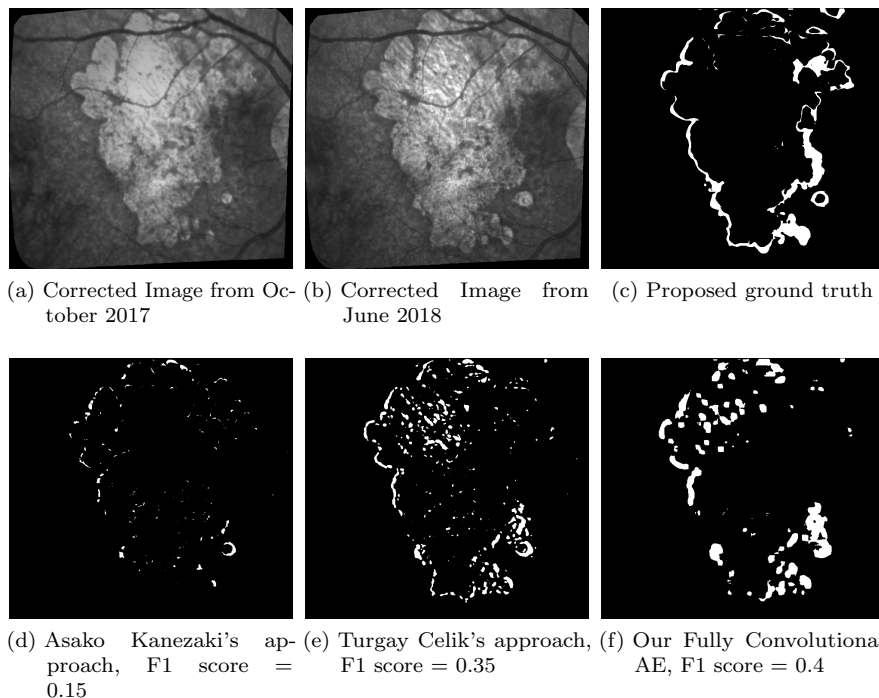 (a) Corrected Image from Oc-
tober 2017
(b) Corrected Image from
June 2018
(c) Proposed ground truth
(d) Asako Kanezaki's ap-
proach, F1 score =
0.15
(e) Turgay Celik's approach,
F1 score = 0.35
(f) Our Fully Convolutiona
AE, F1 score = 0.4